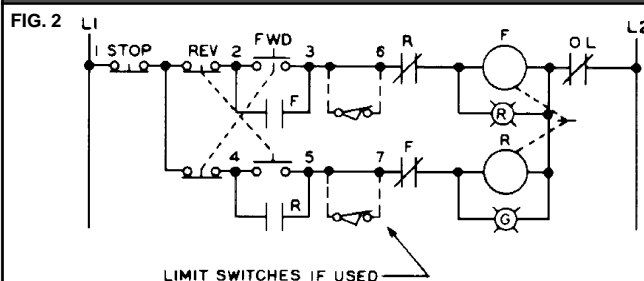 FIG. 2
L1 L2
1 STOP REV 2 FWD 3 6 R F OL
F R
4 5 7 F R
R G
LIMIT SWITCHES IF USED